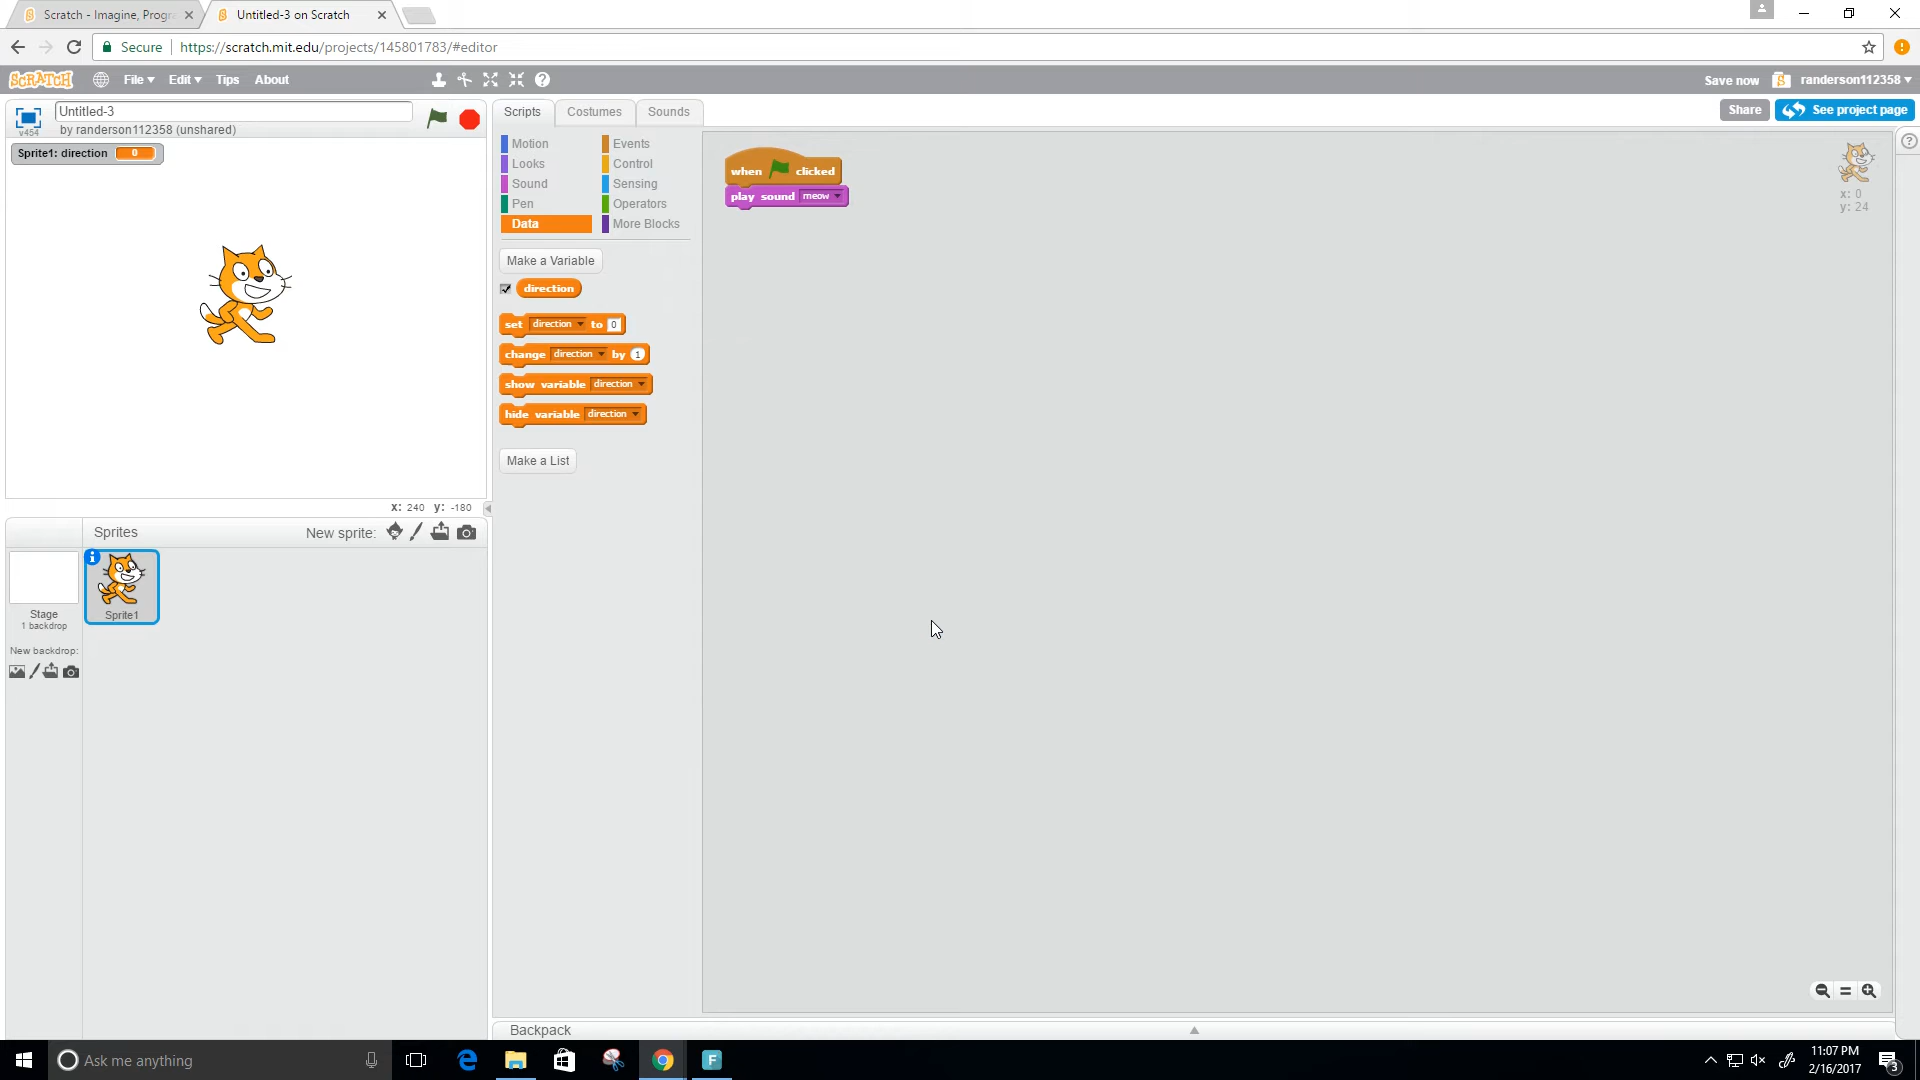 Scratch - Imagine, Progra
Untitled-3 on Scratch
Secure
https://scratch.mit.edu/projects/145801783/#editor
SCRATCH
File
Edit
Tips
About
Save now
randerson112358
Untitled-3
by randerson112358 (unshared)
v454
Scripts
Costumes
Sounds
Share
See project page
Sprite1: direction 0
Motion
Events
Looks
Control
Sound
Sensing
Pen
Operators
Data
More Blocks
Make a Variable
direction
set direction to 0
change direction by 1
show variable direction
hide variable direction
Make a List
when clicked
play sound meow
x: 0
y: 24
x: 240 y: -180
Sprites
New sprite:
Sprite1
Stage
1 backdrop
New backdrop:
Backpack
Ask me anything
11:07 PM
2/16/2017
3